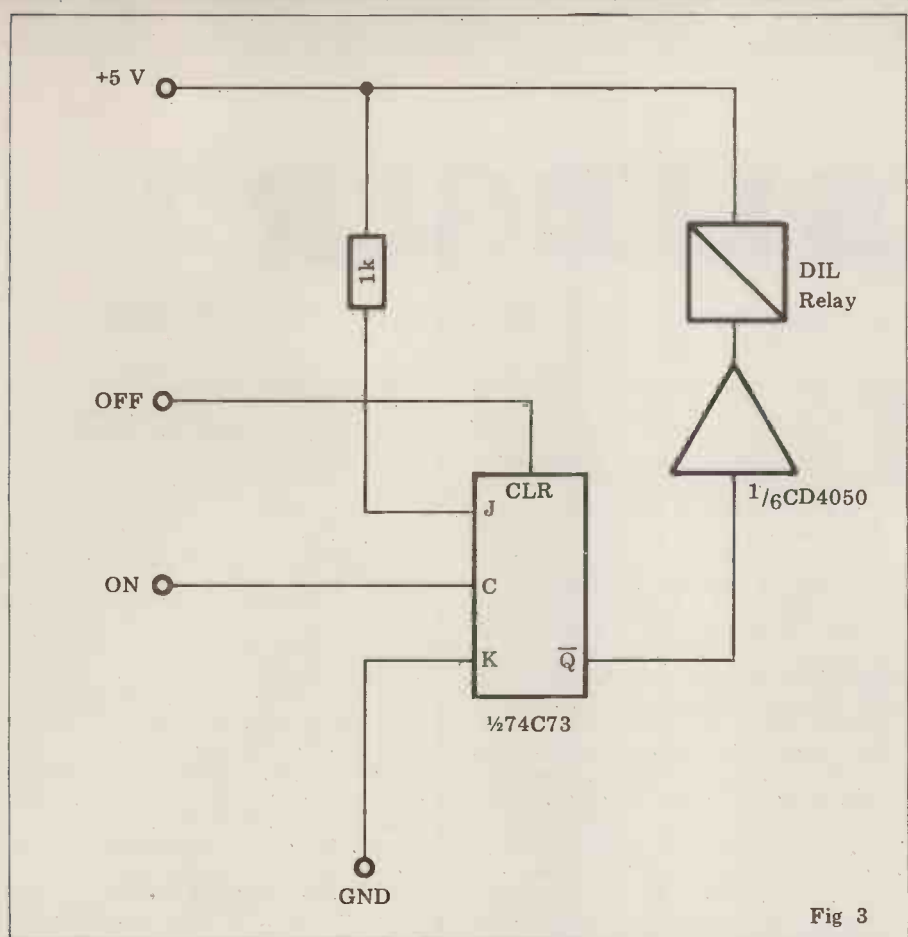 +5 V
1k
DIL
Relay
OFF
CLR
J
1/6CD4050
ON
C
K
Q̅
½74C73
GND
Fig 3